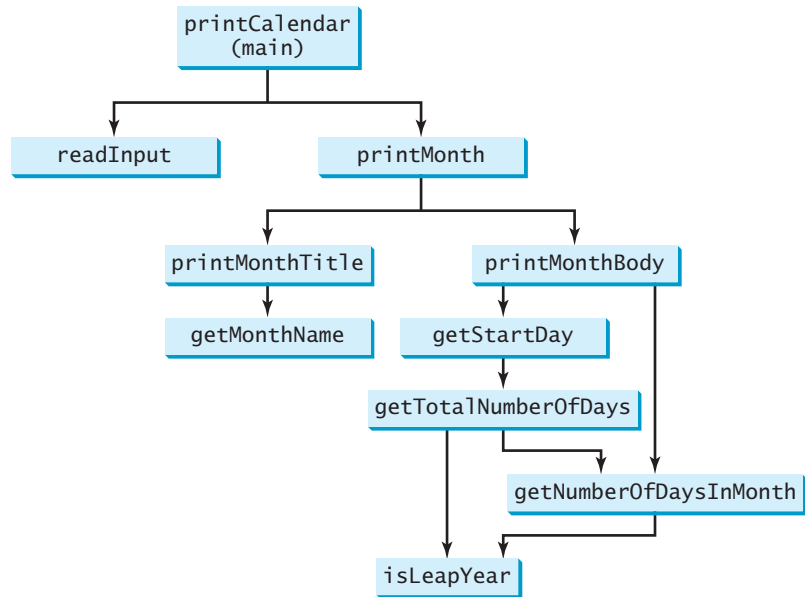 printCalendar
(main)
readInput
printMonth
printMonthTitle
printMonthBody
getMonthName
getStartDay
getTotalNumberOfDays
getNumberOfDaysInMonth
isLeapYear